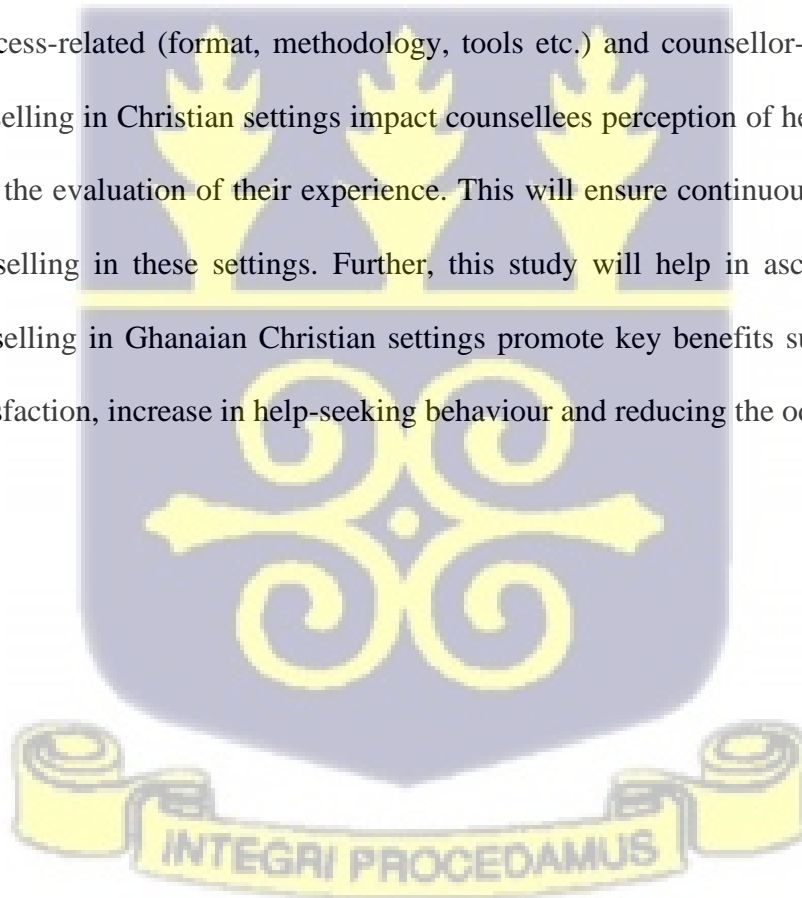 cess-related (format, methodology, tools etc.) and counsellor-
selling in Christian settings impact counsellees perception of he
the evaluation of their experience. This will ensure continuou
selling in these settings. Further, this study will help in asc
selling in Ghanaian Christian settings promote key benefits su
sfaction, increase in help-seeking behaviour and reducing the o
INTEGRI PROCEDAMUS